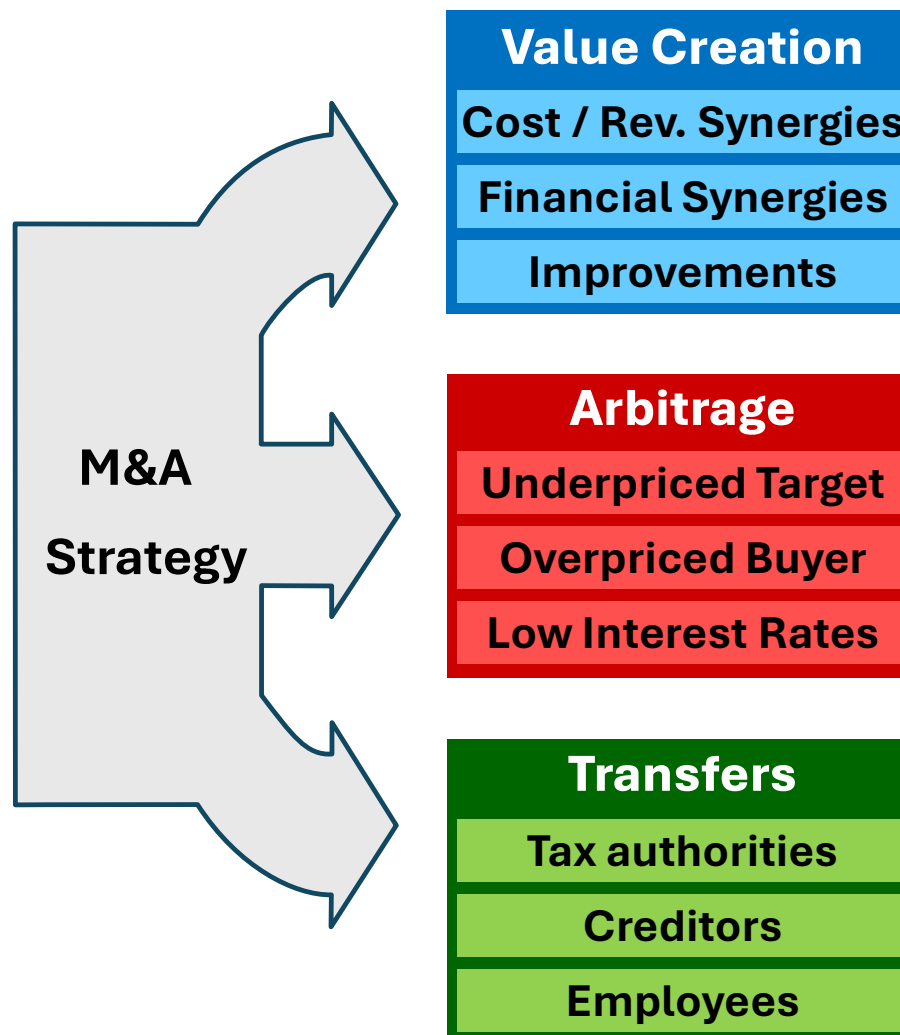 Value Creation
Cost / Rev. Synergies
Financial Synergies
Improvements
M&A
Strategy
Arbitrage
Underpriced Target
Overpriced Buyer
Low Interest Rates
Transfers
Tax authorities
Creditors
Employees